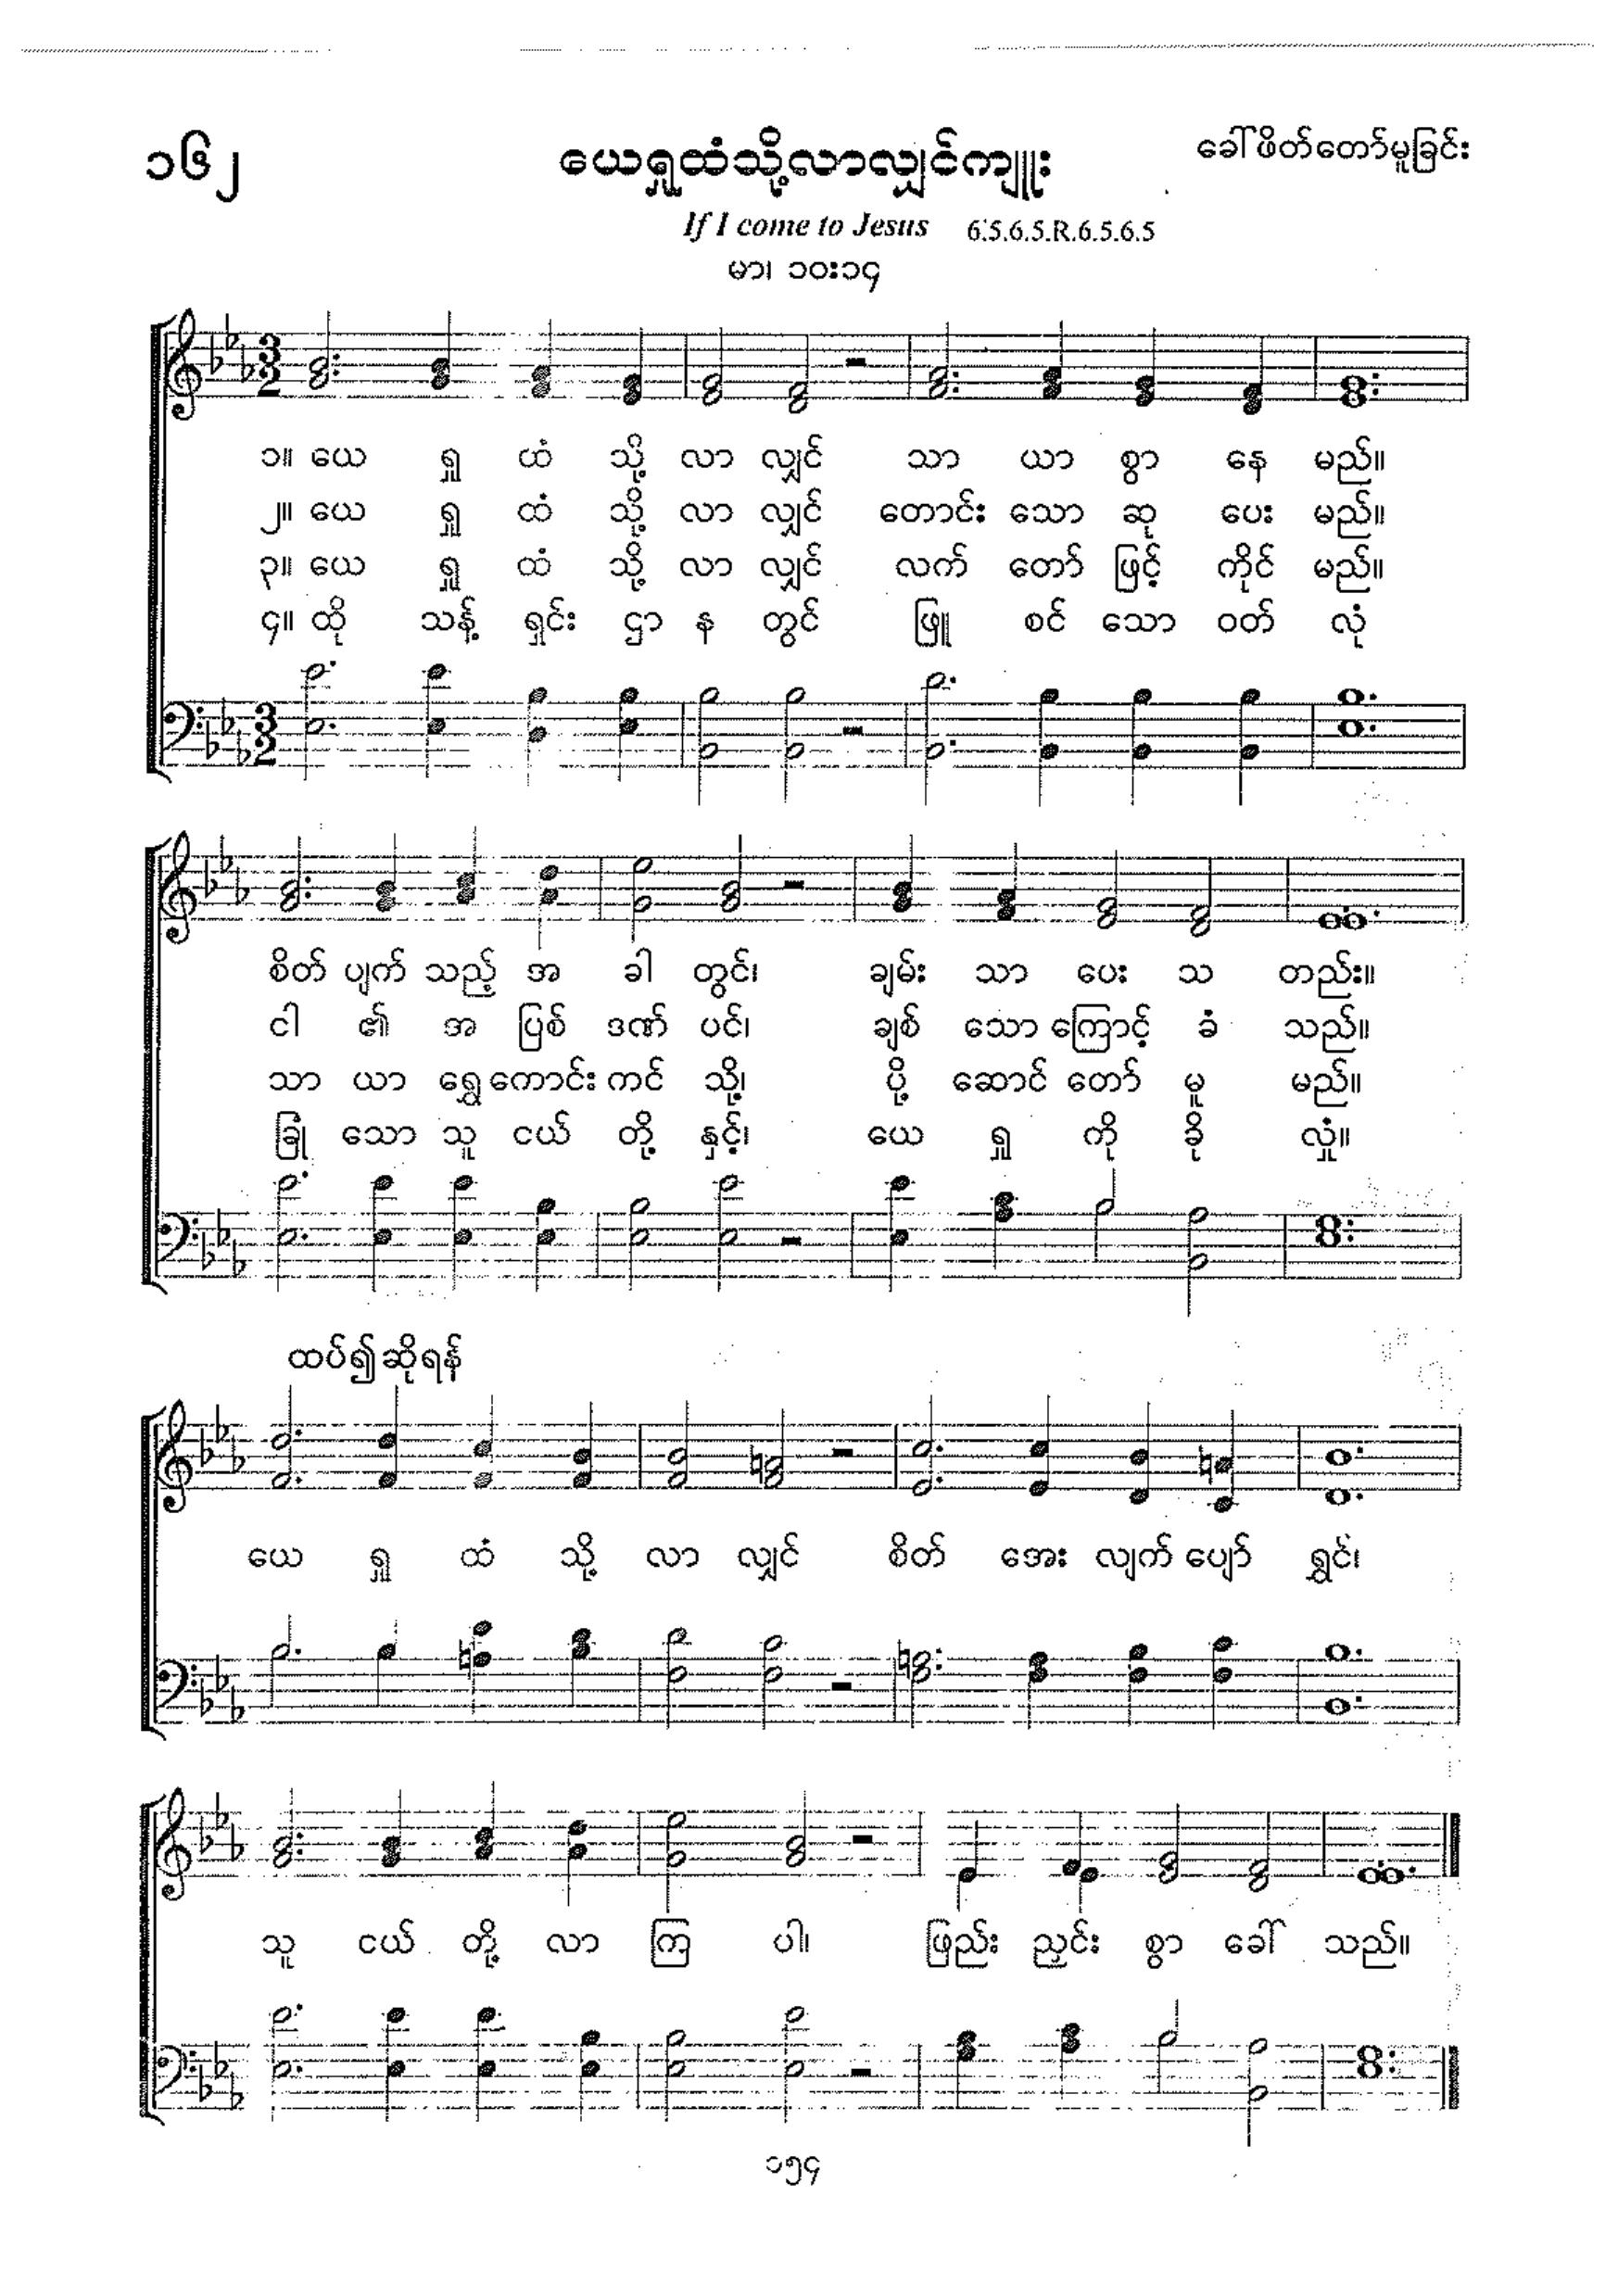 ၁၆၂
ယေရှုထံသို့လာလျှင်ကျူး
ခေါ်ဖိတ်တော်မူခြင်း
If I come to Jesus 6.5.6.5.R.6.5.6.5
မာ၊ ၁၀း၁၄
၁။ ယေ ရှု ထံ သို့ လာ လျှင် သာ ယာ စွာ နေ မည်။
၂။ ယေ ရှု ထံ သို့ လာ လျှင် တောင်း သော ဆု ပေး မည်။
၃။ ယေ ရှု ထံ သို့ လာ လျှင် လက် တော် ဖြင့် ကိုင် မည်။
၄။ ထို သန့် ရှင်း ဌာ န တွင် ဖြူ စင် သော ဝတ် လုံ
စိတ် ပျက် သည့် အ ခါ တွင်၊ ချမ်း သာ ပေး သ တည်း။
ငါ ၏ အ ပြစ် ဒဏ် ပင်၊ ချစ် သော ကြောင့် ခံ သည်။
သာ ယာ ရွှေ ကောင်း ကင် သို့၊ ငို့ ဆောင် တော် မူ မည်။
ခြုံ သော သူ ငယ် တို့ နှင့်၊ ယေ ရှု ကို ခို လှုံ။
ထပ်၍ဆိုရန်
ယေ ရှု ထံ သို့ လာ လျှင် စိတ် အေး လျက် ပျော် ရွှင်၊
သူ ငယ် တို့ လာ ကြ ပါ၊ ဖြည်း ညှင်း စွာ ခေါ် သည်။
၁၅၄